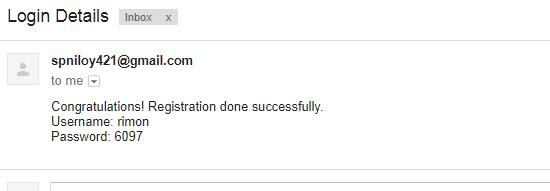 Login Details Inbox x
spniloy421@gmail.com
to me
Congratulations! Registration done successfully.
Username: rimon
Password: 6097